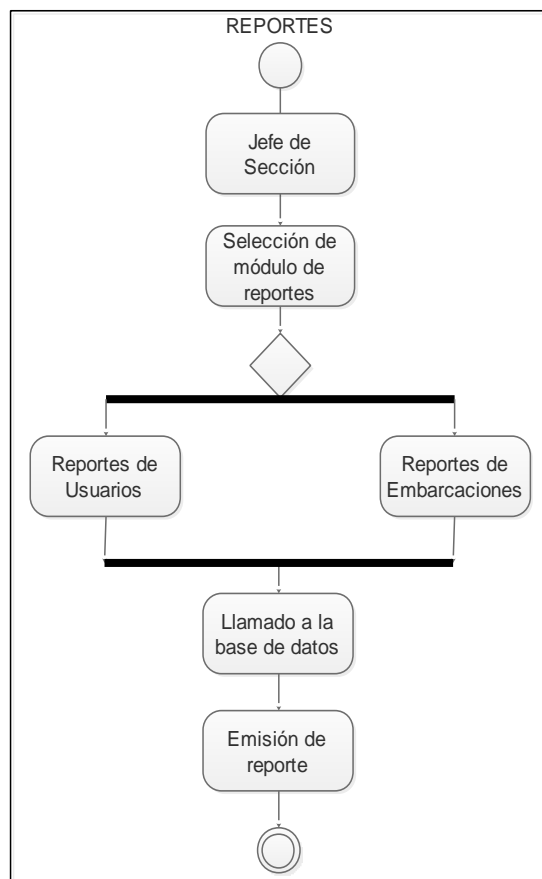 REPORTES
Jefe de
Sección
Selección de
módulo de
reportes
Reportes de
Usuarios
Reportes de
Embarcaciones
Llamado a la
base de datos
Emisión de
reporte